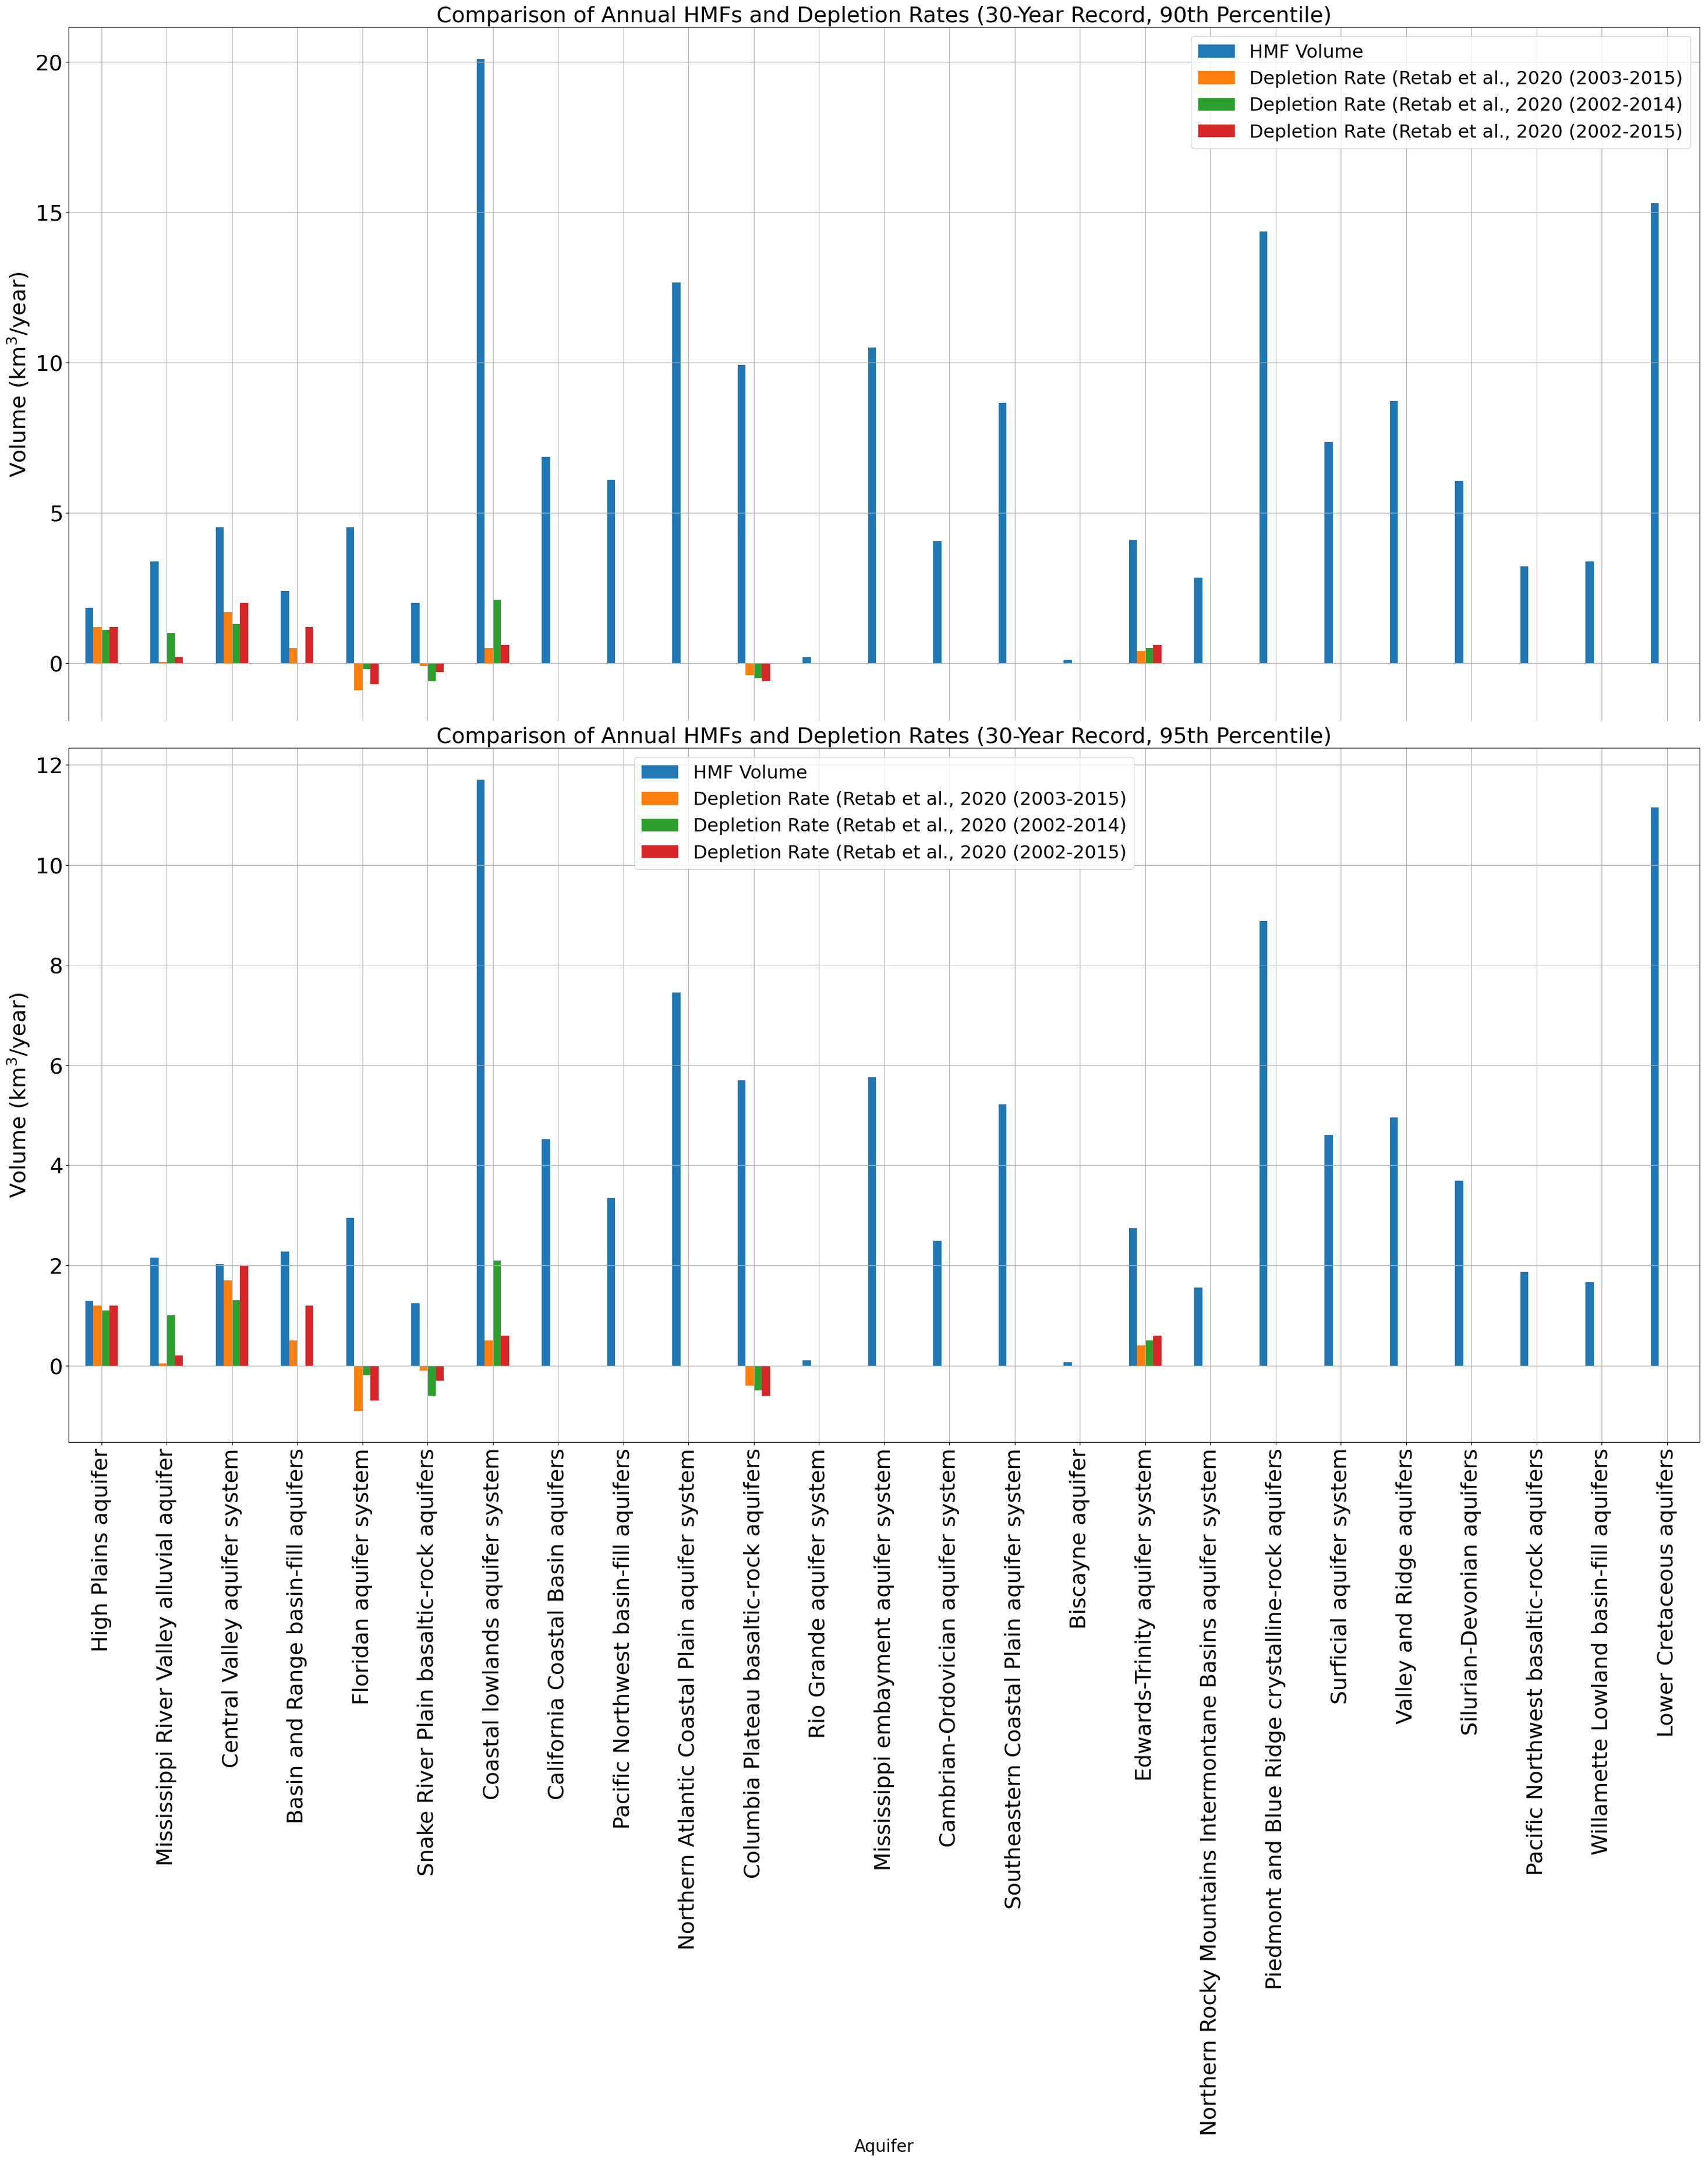 Comparison of Annual HMFs and Depletion Rates (30-Year Record, 90th Percentile)
Volume (km³/year)
20
15
10
5
0
HMF Volume
Depletion Rate (Retab et al., 2020 (2003-2015)
Depletion Rate (Retab et al., 2020 (2002-2014)
Depletion Rate (Retab et al., 2020 (2002-2015)
Comparison of Annual HMFs and Depletion Rates (30-Year Record, 95th Percentile)
Volume (km³/year)
12
10
8
6
4
2
0
HMF Volume
Depletion Rate (Retab et al., 2020 (2003-2015)
Depletion Rate (Retab et al., 2020 (2002-2014)
Depletion Rate (Retab et al., 2020 (2002-2015)
High Plains aquifer
Mississippi River Valley alluvial aquifer
Central Valley aquifer system
Basin and Range basin-fill aquifers
Floridan aquifer system
Snake River Plain basaltic-rock aquifers
Coastal lowlands aquifer system
California Coastal Basin aquifers
Pacific Northwest basin-fill aquifers
Northern Atlantic Coastal Plain aquifer system
Columbia Plateau basaltic-rock aquifers
Rio Grande aquifer system
Mississippi embayment aquifer system
Cambrian-Ordovician aquifer system
Southeastern Coastal Plain aquifer system
Biscayne aquifer
Edwards-Trinity aquifer system
Northern Rocky Mountains Intermontane Basins aquifer system
Piedmont and Blue Ridge crystalline-rock aquifers
Surficial aquifer system
Valley and Ridge aquifers
Silurian-Devonian aquifers
Pacific Northwest basaltic-rock aquifers
Willamette Lowland basin-fill aquifers
Lower Cretaceous aquifers
Aquifer